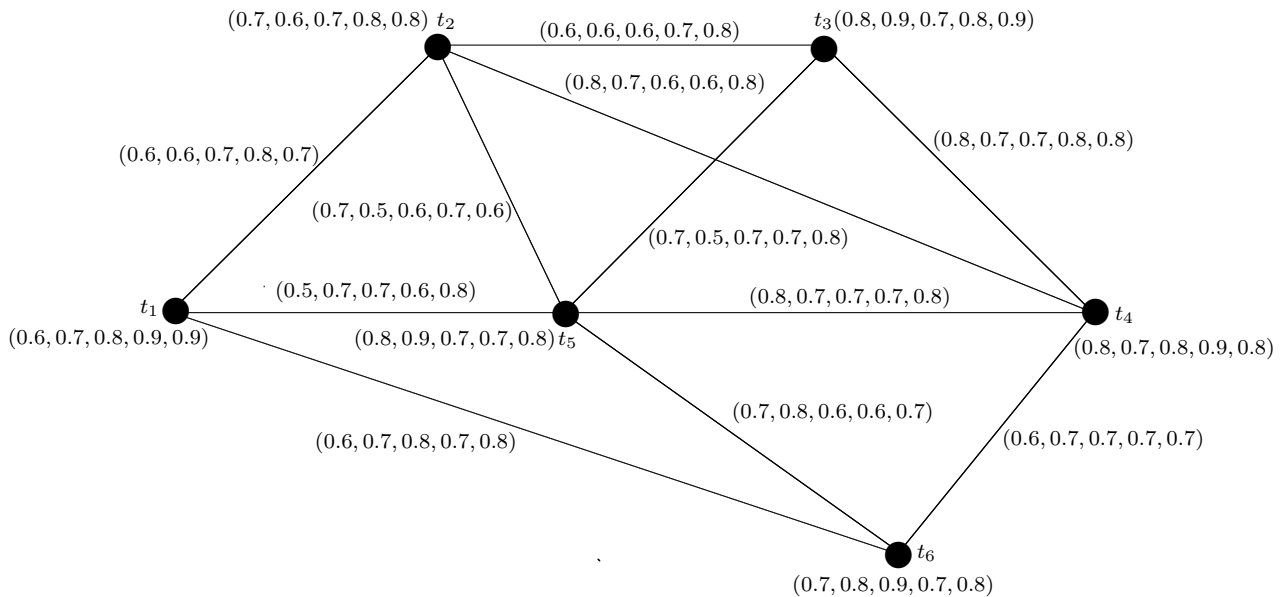 (0.7, 0.6, 0.7, 0.8, 0.8) t2
t3(0.8, 0.9, 0.7, 0.8, 0.9)
(0.6, 0.6, 0.6, 0.7, 0.8)
(0.8, 0.7, 0.6, 0.6, 0.8)
(0.8, 0.7, 0.7, 0.8, 0.8)
(0.6, 0.6, 0.7, 0.8, 0.7)
(0.7, 0.5, 0.6, 0.7, 0.6)
(0.7, 0.5, 0.7, 0.7, 0.8)
(0.5, 0.7, 0.7, 0.6, 0.8)
(0.8, 0.7, 0.7, 0.7, 0.8)
t1
t4
(0.6, 0.7, 0.8, 0.9, 0.9)
(0.8, 0.9, 0.7, 0.7, 0.8) t5
(0.8, 0.7, 0.8, 0.9, 0.8)
(0.7, 0.8, 0.6, 0.6, 0.7)
(0.6, 0.7, 0.8, 0.7, 0.8)
(0.6, 0.7, 0.7, 0.7, 0.7)
t6
(0.7, 0.8, 0.9, 0.7, 0.8)